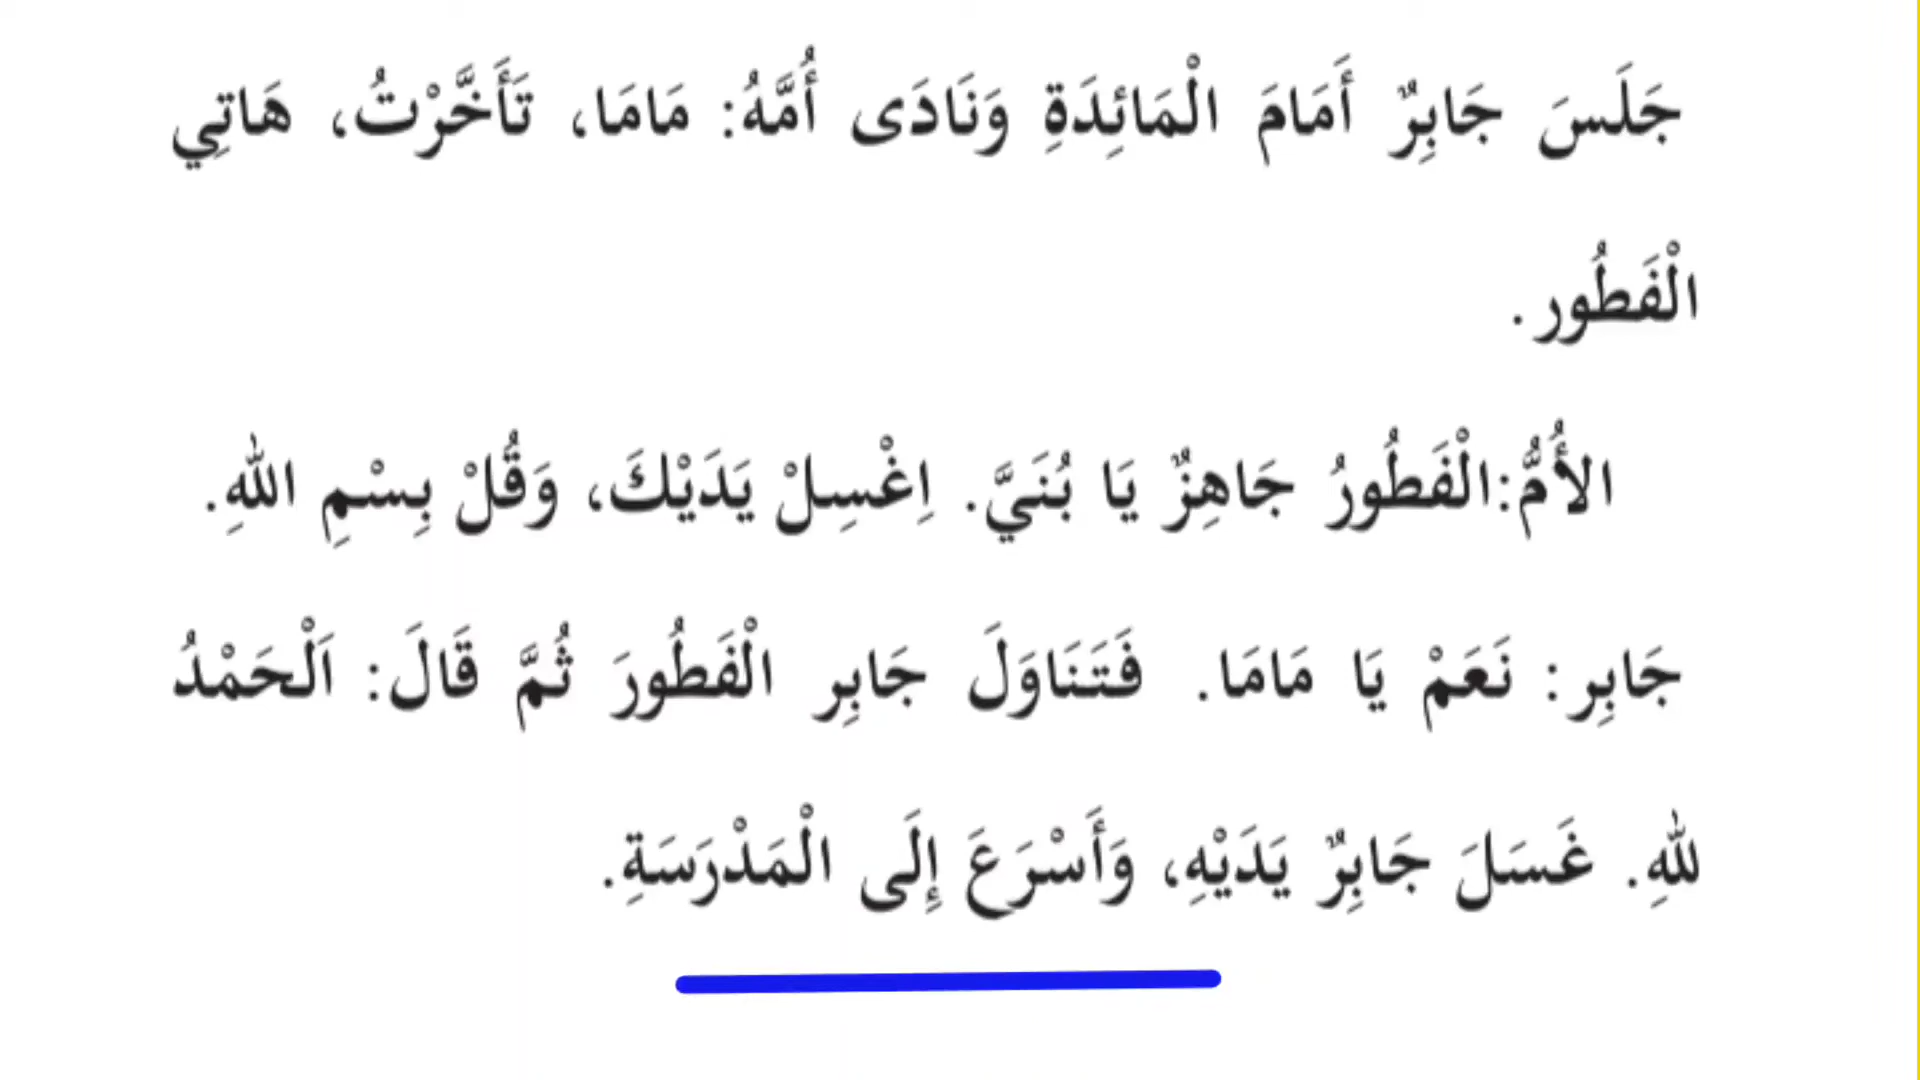 جَلَسَ جَابِرٌ أَمَامَ الْمَائِدَةِ وَنَادَى أُمَّهُ: مَامَا، تَأَخَّرْتُ، هَاتِي
الْفَطُور.
الأُمُّ:الْفَطُورُ جَاهِزٌ يَا بُنَيَّ. اِغْسِلْ يَدَيْكَ، وَقُلْ بِسْمِ اللهِ.
جَابِر: نَعَمْ يَا مَامَا. فَتَنَاوَلَ جَابِر الْفَطُورَ ثُمَّ قَالَ: اَلْحَمْدُ
للهِ. غَسَلَ جَابِرٌ يَدَيْهِ، وَأَسْرَعَ إِلَى الْمَدْرَسَةِ.